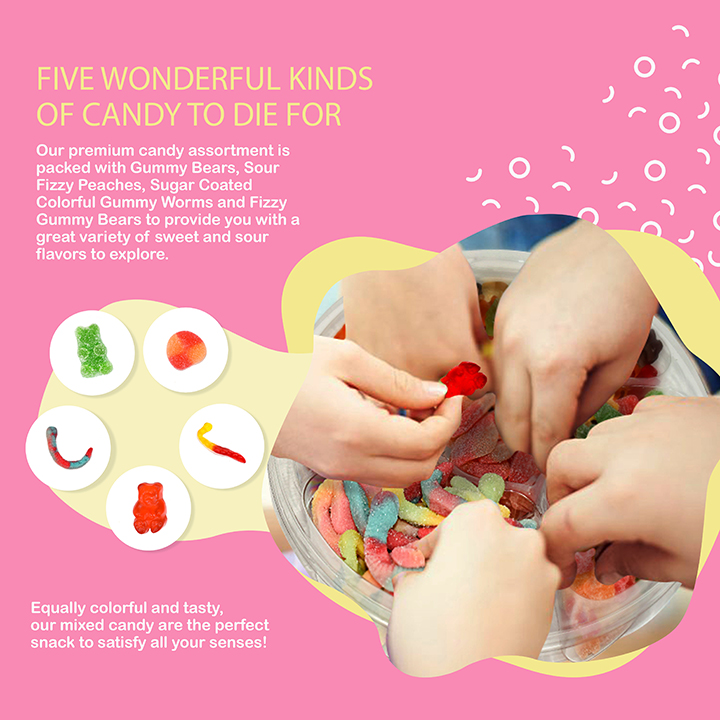 FIVE WONDERFUL KINDS
OF CANDY TO DIE FOR
Our premium candy assortment is
packed with Gummy Bears, Sour
Fizzy Peaches, Sugar Coated
Colorful Gummy Worms and Fizzy
Gummy Bears to provide you with a
great variety of sweet and sour
flavors to explore.
Equally colorful and tasty,
our mixed candy are the perfect
snack to satisfy all your senses!